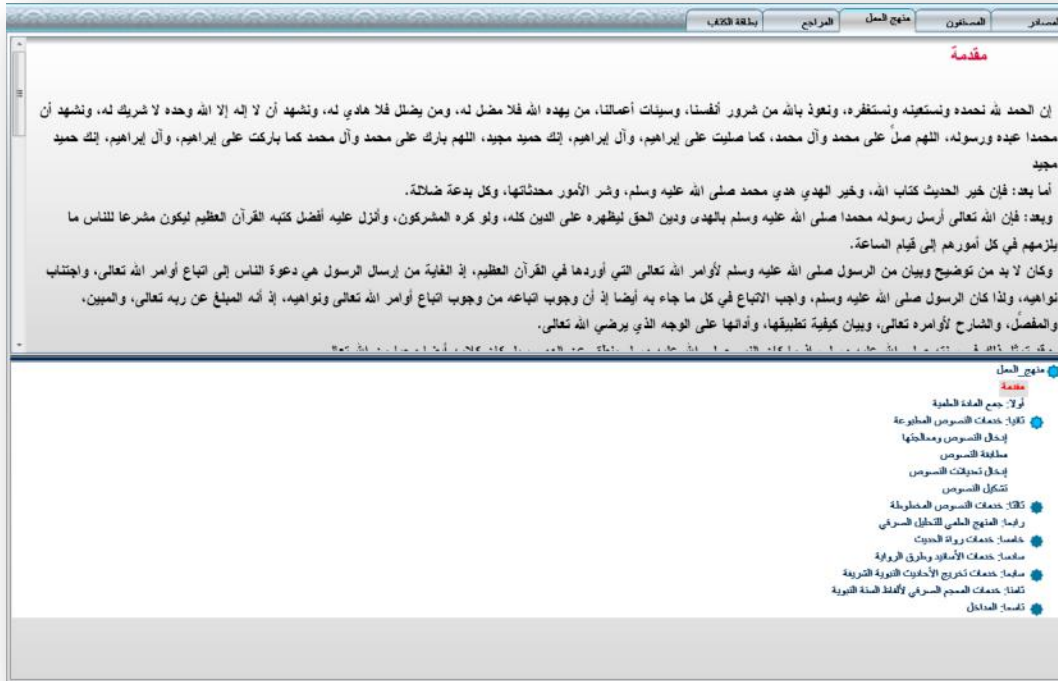 المصادر
المصنفون
منهج العمل
المراجع
بطاقة الكتاب
مقدمة
إن الحمد لله نحمده ونستعينه ونستغفره، ونعوذ بالله من شرور أنفسنا، وسيئات أعمالنا، من يهده الله فلا مضل له، ومن يضلل فلا هادي له، ونشهد أن لا إله إلا الله وحده لا شريك له، ونشهد أن
محمدا عبده ورسوله، اللهم صلِّ على محمد وآل محمد، كما صليت على إبراهيم، وآل إبراهيم، إنك حميد مجيد، اللهم بارك على محمد وآل محمد كما باركت على إبراهيم، وآل إبراهيم، إنك حميد
مجيد
أما بعد: فإن خير الحديث كتاب الله، وخير الهدي هدي محمد صلى الله عليه وسلم، وشر الأمور محدثاتها، وكل بدعة ضلالة.
وبعد: فإن الله تعالى أرسل رسوله محمدا صلى الله عليه وسلم بالهدى ودين الحق ليظهره على الدين كله، ولو كره المشركون، وأنزل عليه أفضل كتبه القرآن العظيم ليكون مشرعا للناس ما
يلزمهم في كل أمورهم إلى قيام الساعة.
وكان لا بد من توضيح وبيان من الرسول صلى الله عليه وسلم لأوامر الله تعالى التي أوردها في القرآن العظيم، إذ الغاية من إرسال الرسول هي دعوة الناس إلى اتباع أوامر الله تعالى، واجتناب
نواهيه، ولذا كان الرسول صلى الله عليه وسلم، واجب الاتباع في كل ما جاء به أيضا إذ أن وجوب اتباعه من وجوب اتباع أوامر الله تعالى ونواهيه، إذ أنه المبلغ عن ربه تعالى، والمبين،
والمفصل، والشارح لأوامره تعالى، وبيان كيفية تطبيقها، وأدائها على الوجه الذي يرضي الله تعالى.
منهج_العمل
مقدمة
أولا: جمع المادة العلمية
ثانيا: خدمات النصوص المطبوعة
إدخال النصوص ومعالجتها
مطابقة النصوص
إدخال تعديلات النصوص
تشكيل النصوص
ثالثا: خدمات النصوص المخطوطة
رابعا: المنهج العلمي للتحليل الصرفي
خامسا: خدمات رواة الحديث
سادسا: خدمات الأسانيد وطرق الرواية
سابعا: خدمات تخريج الأحاديث النبوية الشريفة
ثامنا: خدمات المعجم الصرفي لألفاظ السنة النبوية
تاسعا: المداخل